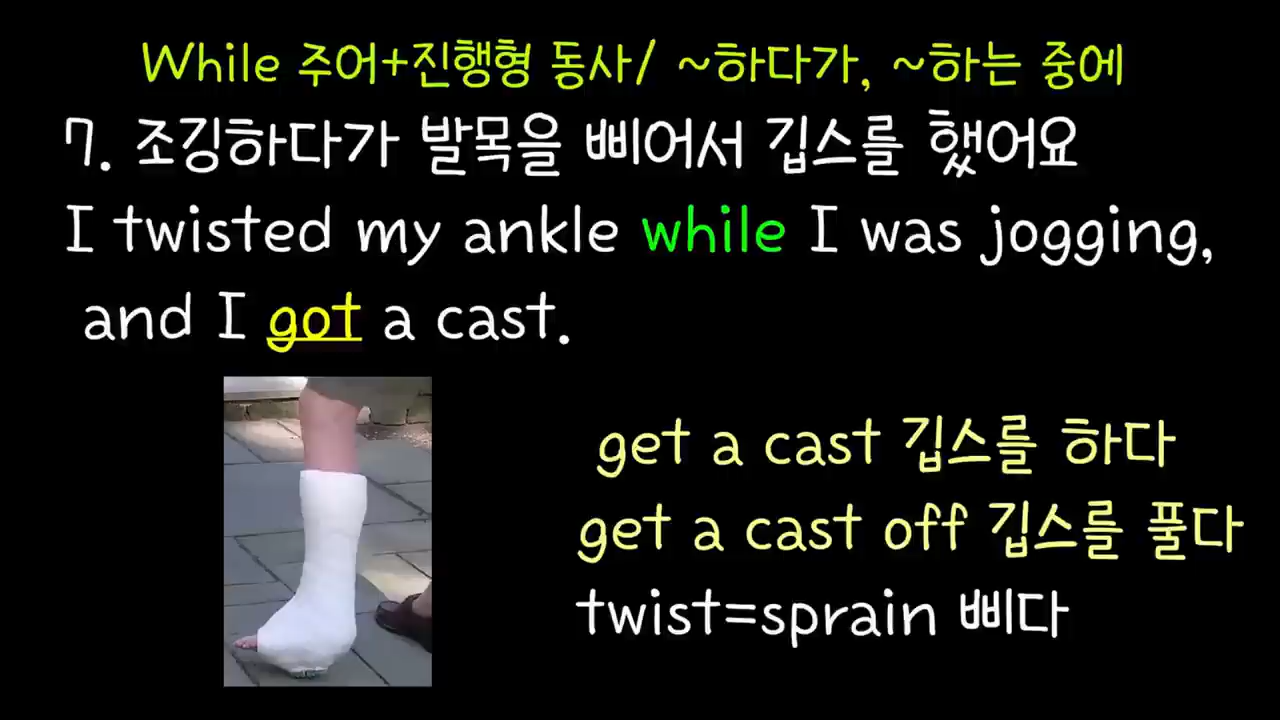 While 주어+진행형 동사/ ~하다가, ~하는 중에
7. 조깅하다가 발목을 삐어서 깁스를 했어요
I twisted my ankle while I was jogging,
and I got a cast.
get a cast 깁스를 하다
get a cast off 깁스를 풀다
twist=sprain 삐다